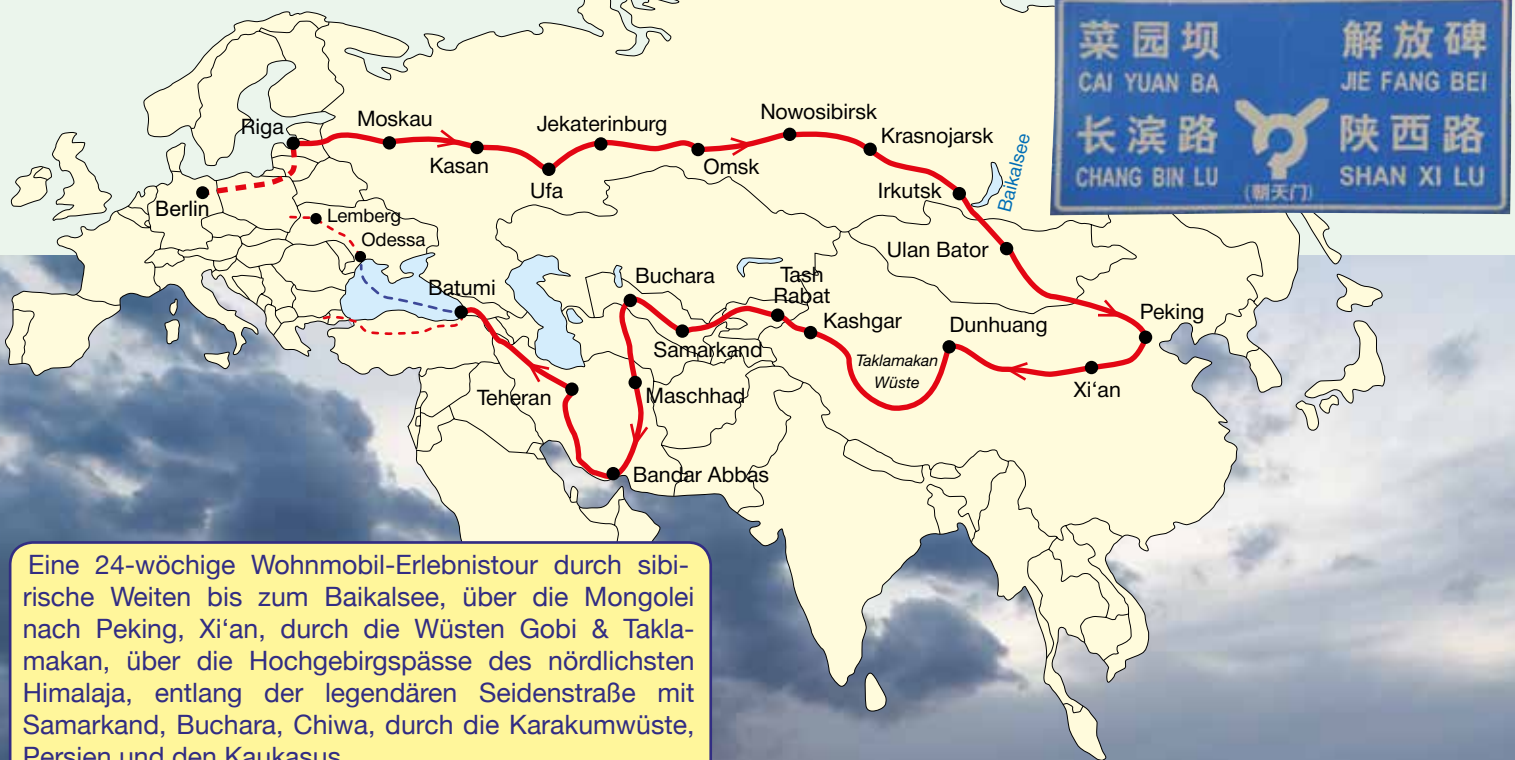 菜园坝 解放碑
CAI YUAN BA JIE FANG BEI
长滨路 陕西路
CHANG BIN LU SHAN XI LU
(朝天门)
Riga
Moskau
Kasan
Ufa
Jekaterinburg
Omsk
Nowosibirsk
Krasnojarsk
Irkutsk
Baikalsee
Ulan Bator
Peking
Xi‘an
Dunhuang
Taklamakan
Wüste
Kashgar
Tash
Rabat
Samarkand
Buchara
Maschhad
Bandar Abbas
Teheran
Batumi
Odessa
Lemberg
Berlin
Eine 24-wöchige Wohnmobil-Erlebnistour durch sibi-
rische Weiten bis zum Baikalsee, über die Mongolei
nach Peking, Xi‘an, durch die Wüsten Gobi & Takla-
makan, über die Hochgebirgspässe des nördlichsten
Himalaja, entlang der legendären Seidenstraße mit
Samarkand, Buchara, Chiwa, durch die Karakumwüste,
Persien und den Kaukasus